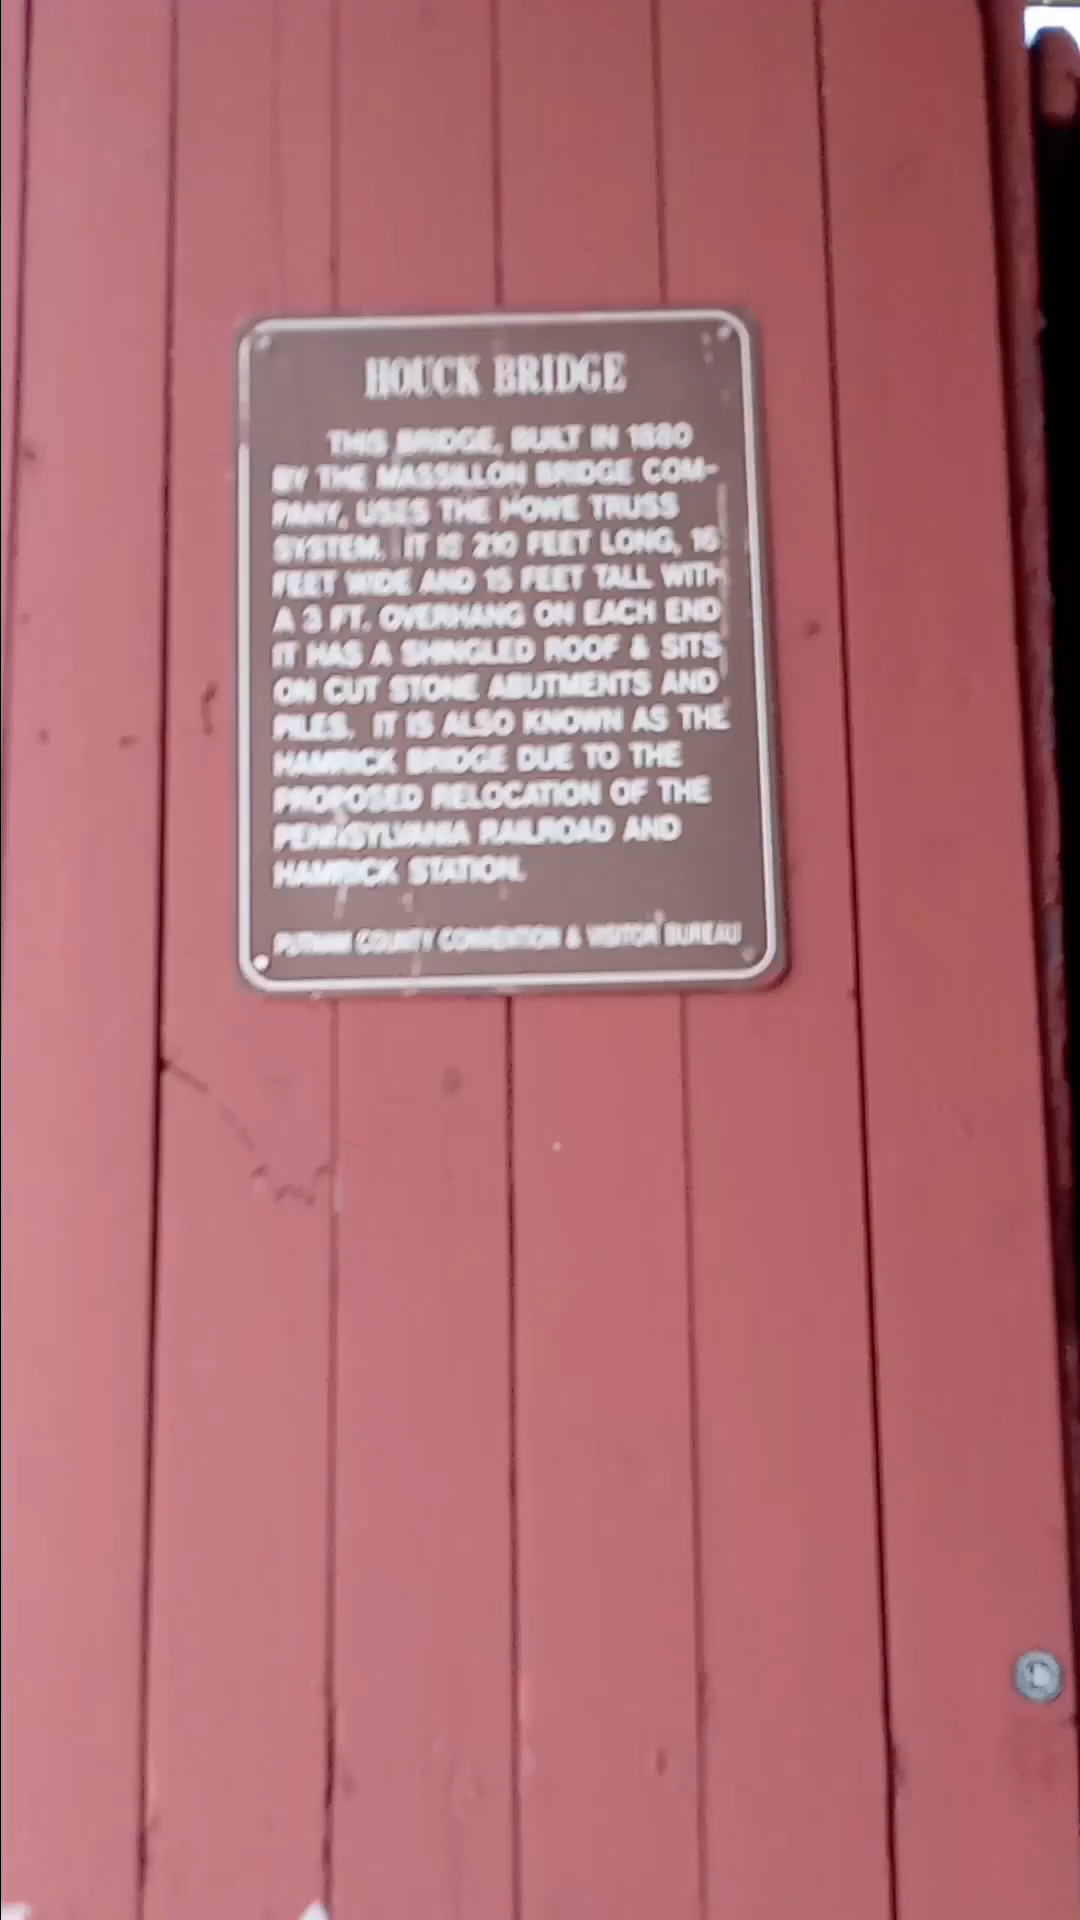 HOUCK BRIDGE
THIS BRIDGE, BUILT IN 1880
BY THE MASSILLON BRIDGE COM-
PANY, USES THE HOWE TRUSS
SYSTEM. IT IS 210 FEET LONG, 16
FEET WIDE AND 15 FEET TALL WITH
A 3 FT. OVERHANG ON EACH END
IT HAS A SHINGLED ROOF & SITS
ON CUT STONE ABUTMENTS AND
PILES. IT IS ALSO KNOWN AS THE
HAMRICK BRIDGE DUE TO THE
PROPOSED RELOCATION OF THE
PENNSYLVANIA RAILROAD AND
HAMRICK STATION.
PUTNAM COUNTY CONVENTION & VISITOR BUREAU